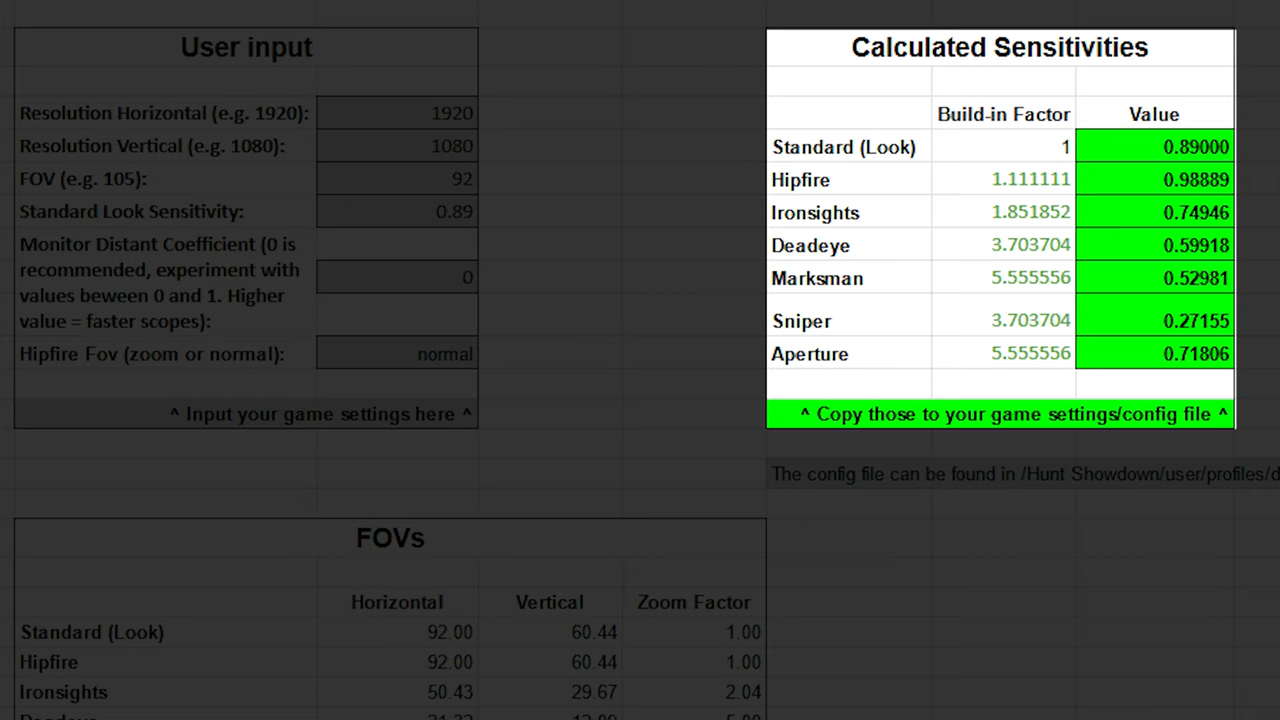 User input
Resolution Horizontal (e.g. 1920): 1920
Resolution Vertical (e.g. 1080): 1080
FOV (e.g. 105): 92
Standard Look Sensitivity: 0.89
Monitor Distant Coefficient (0 is
recommended, experiment with
values beween 0 and 1. Higher
value = faster scopes): 0
Hipfire Fov (zoom or normal): normal
^ Input your game settings here ^
Calculated Sensitivities
Build-in Factor Value
Standard (Look) 1 0.89000
Hipfire 1.111111 0.98889
Ironsights 1.851852 0.74946
Deadeye 3.703704 0.59918
Marksman 5.555556 0.52981
Sniper 3.703704 0.27155
Aperture 5.555556 0.71806
^ Copy those to your game settings/config file ^
The config file can be found in /Hunt Showdown/user/profiles/d
FOVs
Horizontal Vertical Zoom Factor
Standard (Look) 92.00 60.44 1.00
Hipfire 92.00 60.44 1.00
Ironsights 50.43 29.67 2.04